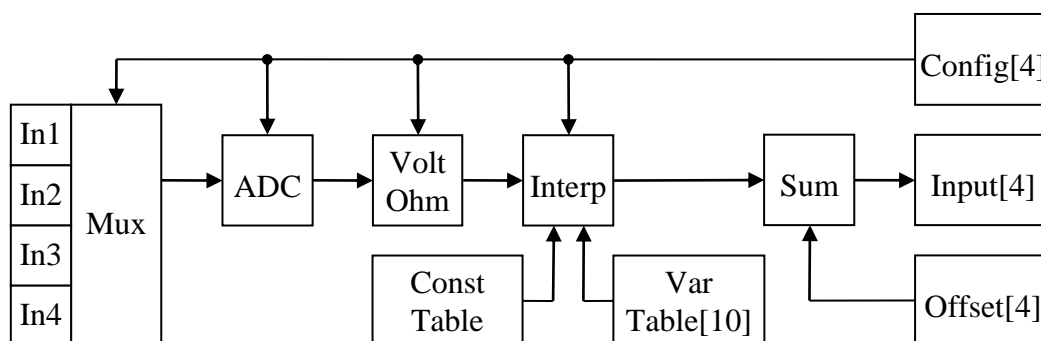 Config[4]
In1
In2
In3
In4
Mux
ADC
Volt
Ohm
Interp
Sum
Input[4]
Const
Table
Var
Table[10]
Offset[4]